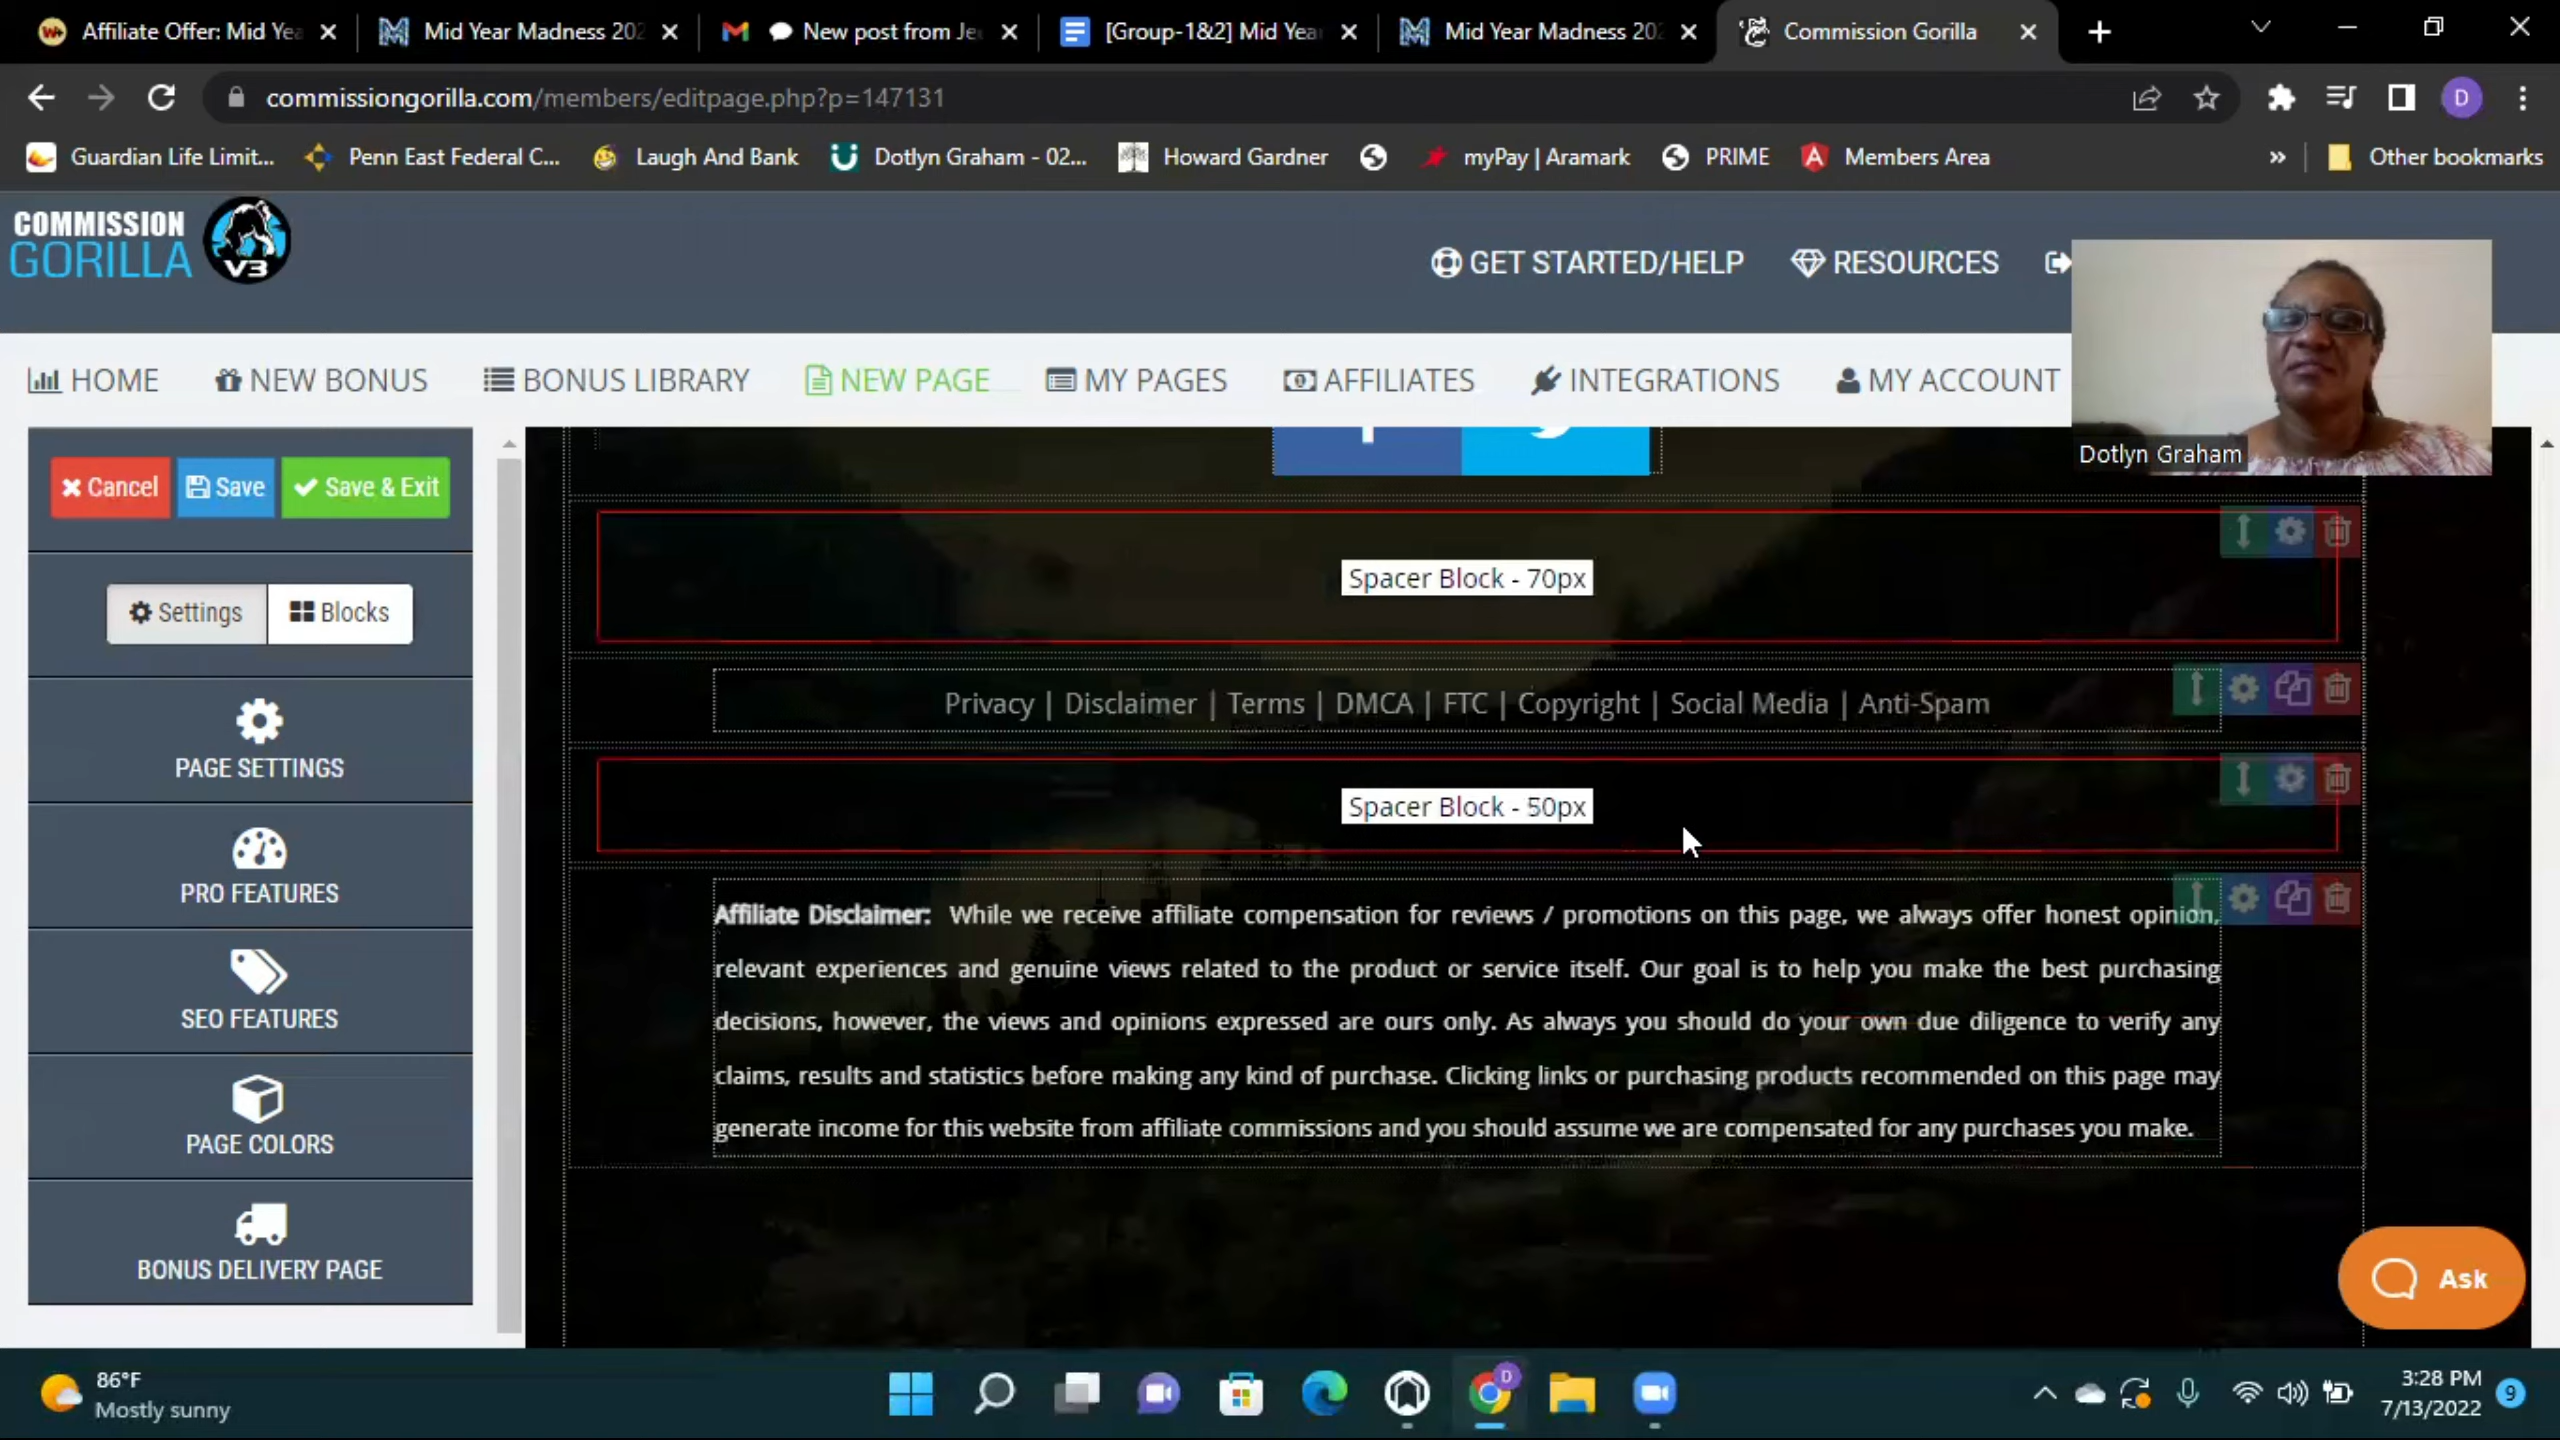 Affiliate Offer: Mid Yea
Mid Year Madness 202
New post from Je
[Group-1&2] Mid Year
Mid Year Madness 202
Commission Gorilla
commissiongorilla.com/members/editpage.php?p=147131
D
Guardian Life Limit...
Penn East Federal C...
Laugh And Bank
Dotlyn Graham - 02...
Howard Gardner
myPay | Aramark
PRIME
Members Area
»
Other bookmarks
COMMISSION
GORILLA
V3
GET STARTED/HELP
RESOURCES
HOME
NEW BONUS
BONUS LIBRARY
NEW PAGE
MY PAGES
AFFILIATES
INTEGRATIONS
MY ACCOUNT
Dotlyn Graham
Cancel
Save
Save & Exit
Settings
Blocks
PAGE SETTINGS
PRO FEATURES
SEO FEATURES
PAGE COLORS
BONUS DELIVERY PAGE
Spacer Block - 70px
Privacy | Disclaimer | Terms | DMCA | FTC | Copyright | Social Media | Anti-Spam
Spacer Block - 50px
Affiliate Disclaimer: While we receive affiliate compensation for reviews / promotions on this page, we always offer honest opinion,
relevant experiences and genuine views related to the product or service itself. Our goal is to help you make the best purchasing
decisions, however, the views and opinions expressed are ours only. As always you should do your own due diligence to verify any
claims, results and statistics before making any kind of purchase. Clicking links or purchasing products recommended on this page may
generate income for this website from affiliate commissions and you should assume we are compensated for any purchases you make.
Ask
86°F
Mostly sunny
D
3:28 PM
7/13/2022
9